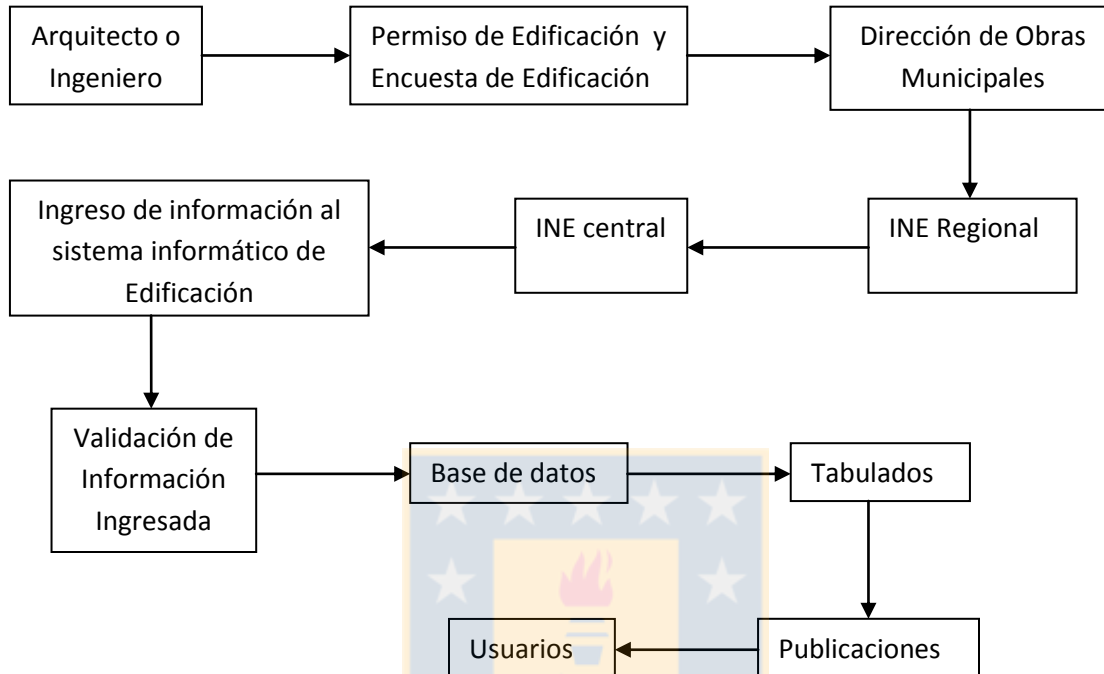 Arquitecto o
Ingeniero
Permiso de Edificación y
Encuesta de Edificación
Dirección de Obras
Municipales
INE Regional
INE central
Ingreso de información al
sistema informático de
Edificación
Validación de
Información
Ingresada
Base de datos
Tabulados
Publicaciones
Usuarios